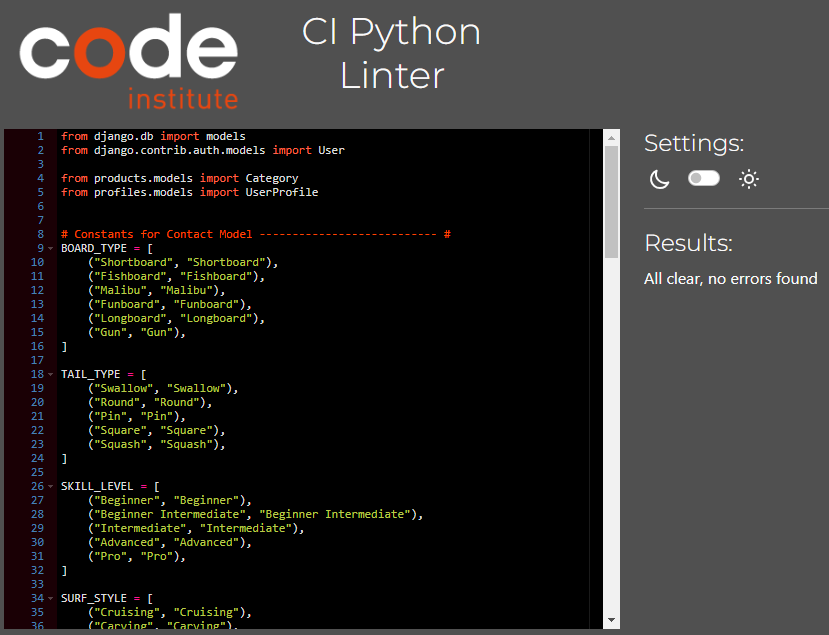 code
institute
CI Python
Linter
1 from django.db import models
2 from django.contrib.auth.models import User
3
4 from products.models import Category
5 from profiles.models import UserProfile
6
7
8 # Constants for Contact Model --------------------------- #
9 BOARD_TYPE = [
10     ("Shortboard", "Shortboard"),
11     ("Fishboard", "Fishboard"),
12     ("Malibu", "Malibu"),
13     ("Funboard", "Funboard"),
14     ("Longboard", "Longboard"),
15     ("Gun", "Gun"),
16 ]
17
18 TAIL_TYPE = [
19     ("Swallow", "Swallow"),
20     ("Round", "Round"),
21     ("Pin", "Pin"),
22     ("Square", "Square"),
23     ("Squash", "Squash"),
24 ]
25
26 SKILL_LEVEL = [
27     ("Beginner", "Beginner"),
28     ("Beginner Intermediate", "Beginner Intermediate"),
29     ("Intermediate", "Intermediate"),
30     ("Advanced", "Advanced"),
31     ("Pro", "Pro"),
32 ]
33
34 SURF_STYLE = [
35     ("Cruising", "Cruising"),
36     ("Carving", "Carving"),
Settings:
Results:
All clear, no errors found